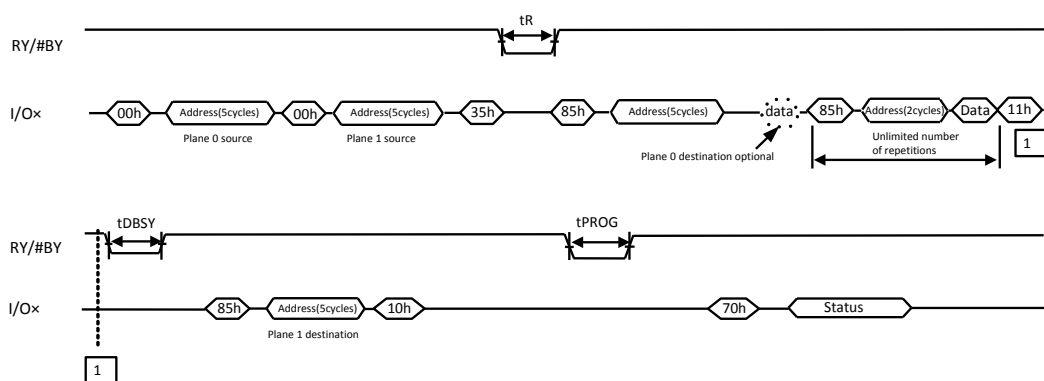 tR
RY/#BY
I/O×
00h
Address(5cycles)
00h
Address(5cycles)
35h
85h
Address(5cycles)
data
85h
Address(2cycles)
Data
11h
Plane 0 source
Plane 1 source
Plane 0 destination optional
Unlimited number
of repetitions
1
tDBSY
tPROG
RY/#BY
I/O×
85h
Address(5cycles)
10h
70h
Status
Plane 1 destination
1